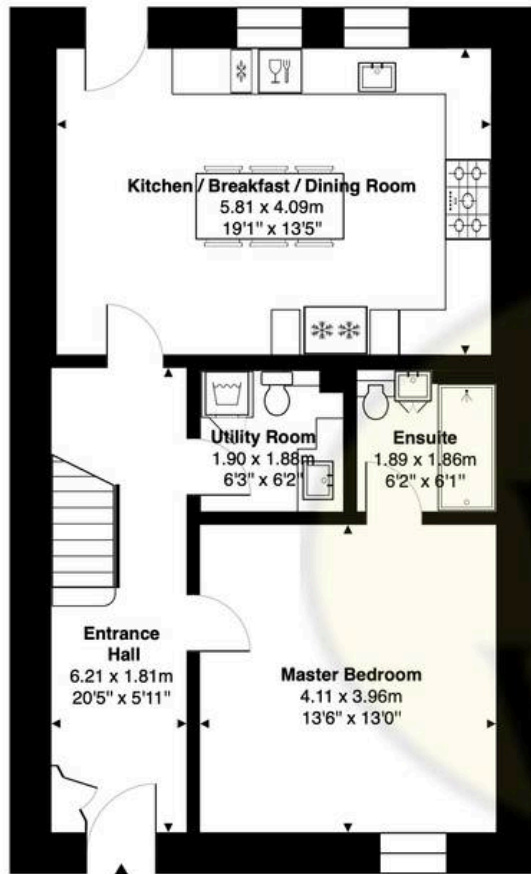 Kitchen / Breakfast / Dining Room
5.81 x 4.09m
19'1" x 13'5"
Utility Room
1.90 x 1.88m
6'3" x 6'2"
Ensuite
1.89 x 1.86m
6'2" x 6'1"
Entrance
Hall
6.21 x 1.81m
20'5" x 5'11"
Master Bedroom
4.11 x 3.96m
13'6" x 13'0"